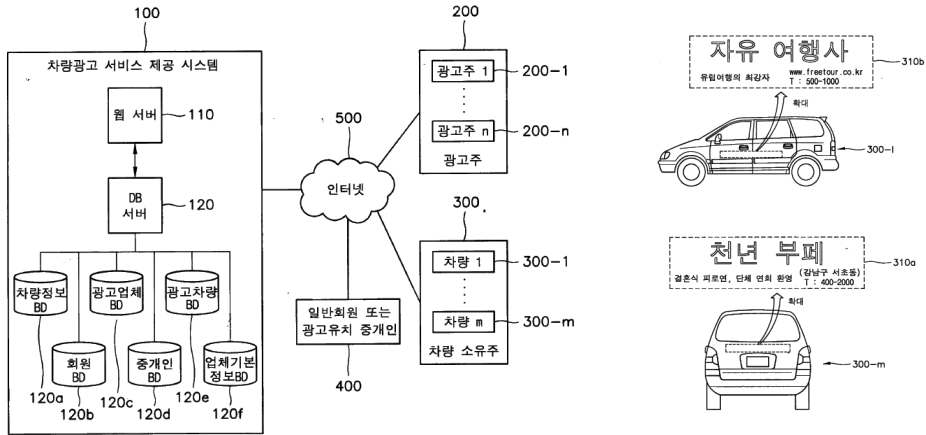 100
차량광고 서비스 제공 시스템
웹 서버
110
DB
서버
120
차량정보
BD
광고업체
BD
광고차량
BD
회원
BD
중개인
BD
업체기본
정보BD
120a
120b
120c
120d
120e
120f
500
인터넷
일반회원 또는
광고유치 중개인
400
200
광고주 1
200-1
광고주 n
200-n
광고주
300
차량 1
300-1
차량 m
300-m
차량 소유주
자유 여행사
유럽여행의 최강자
www.freetour.co.kr
T : 500-1000
310b
확대
300-l
천년 부페
결혼식 피로연, 단체 연회 환영
(강남구 서초동)
T : 400-2000
310a
확대
300-m